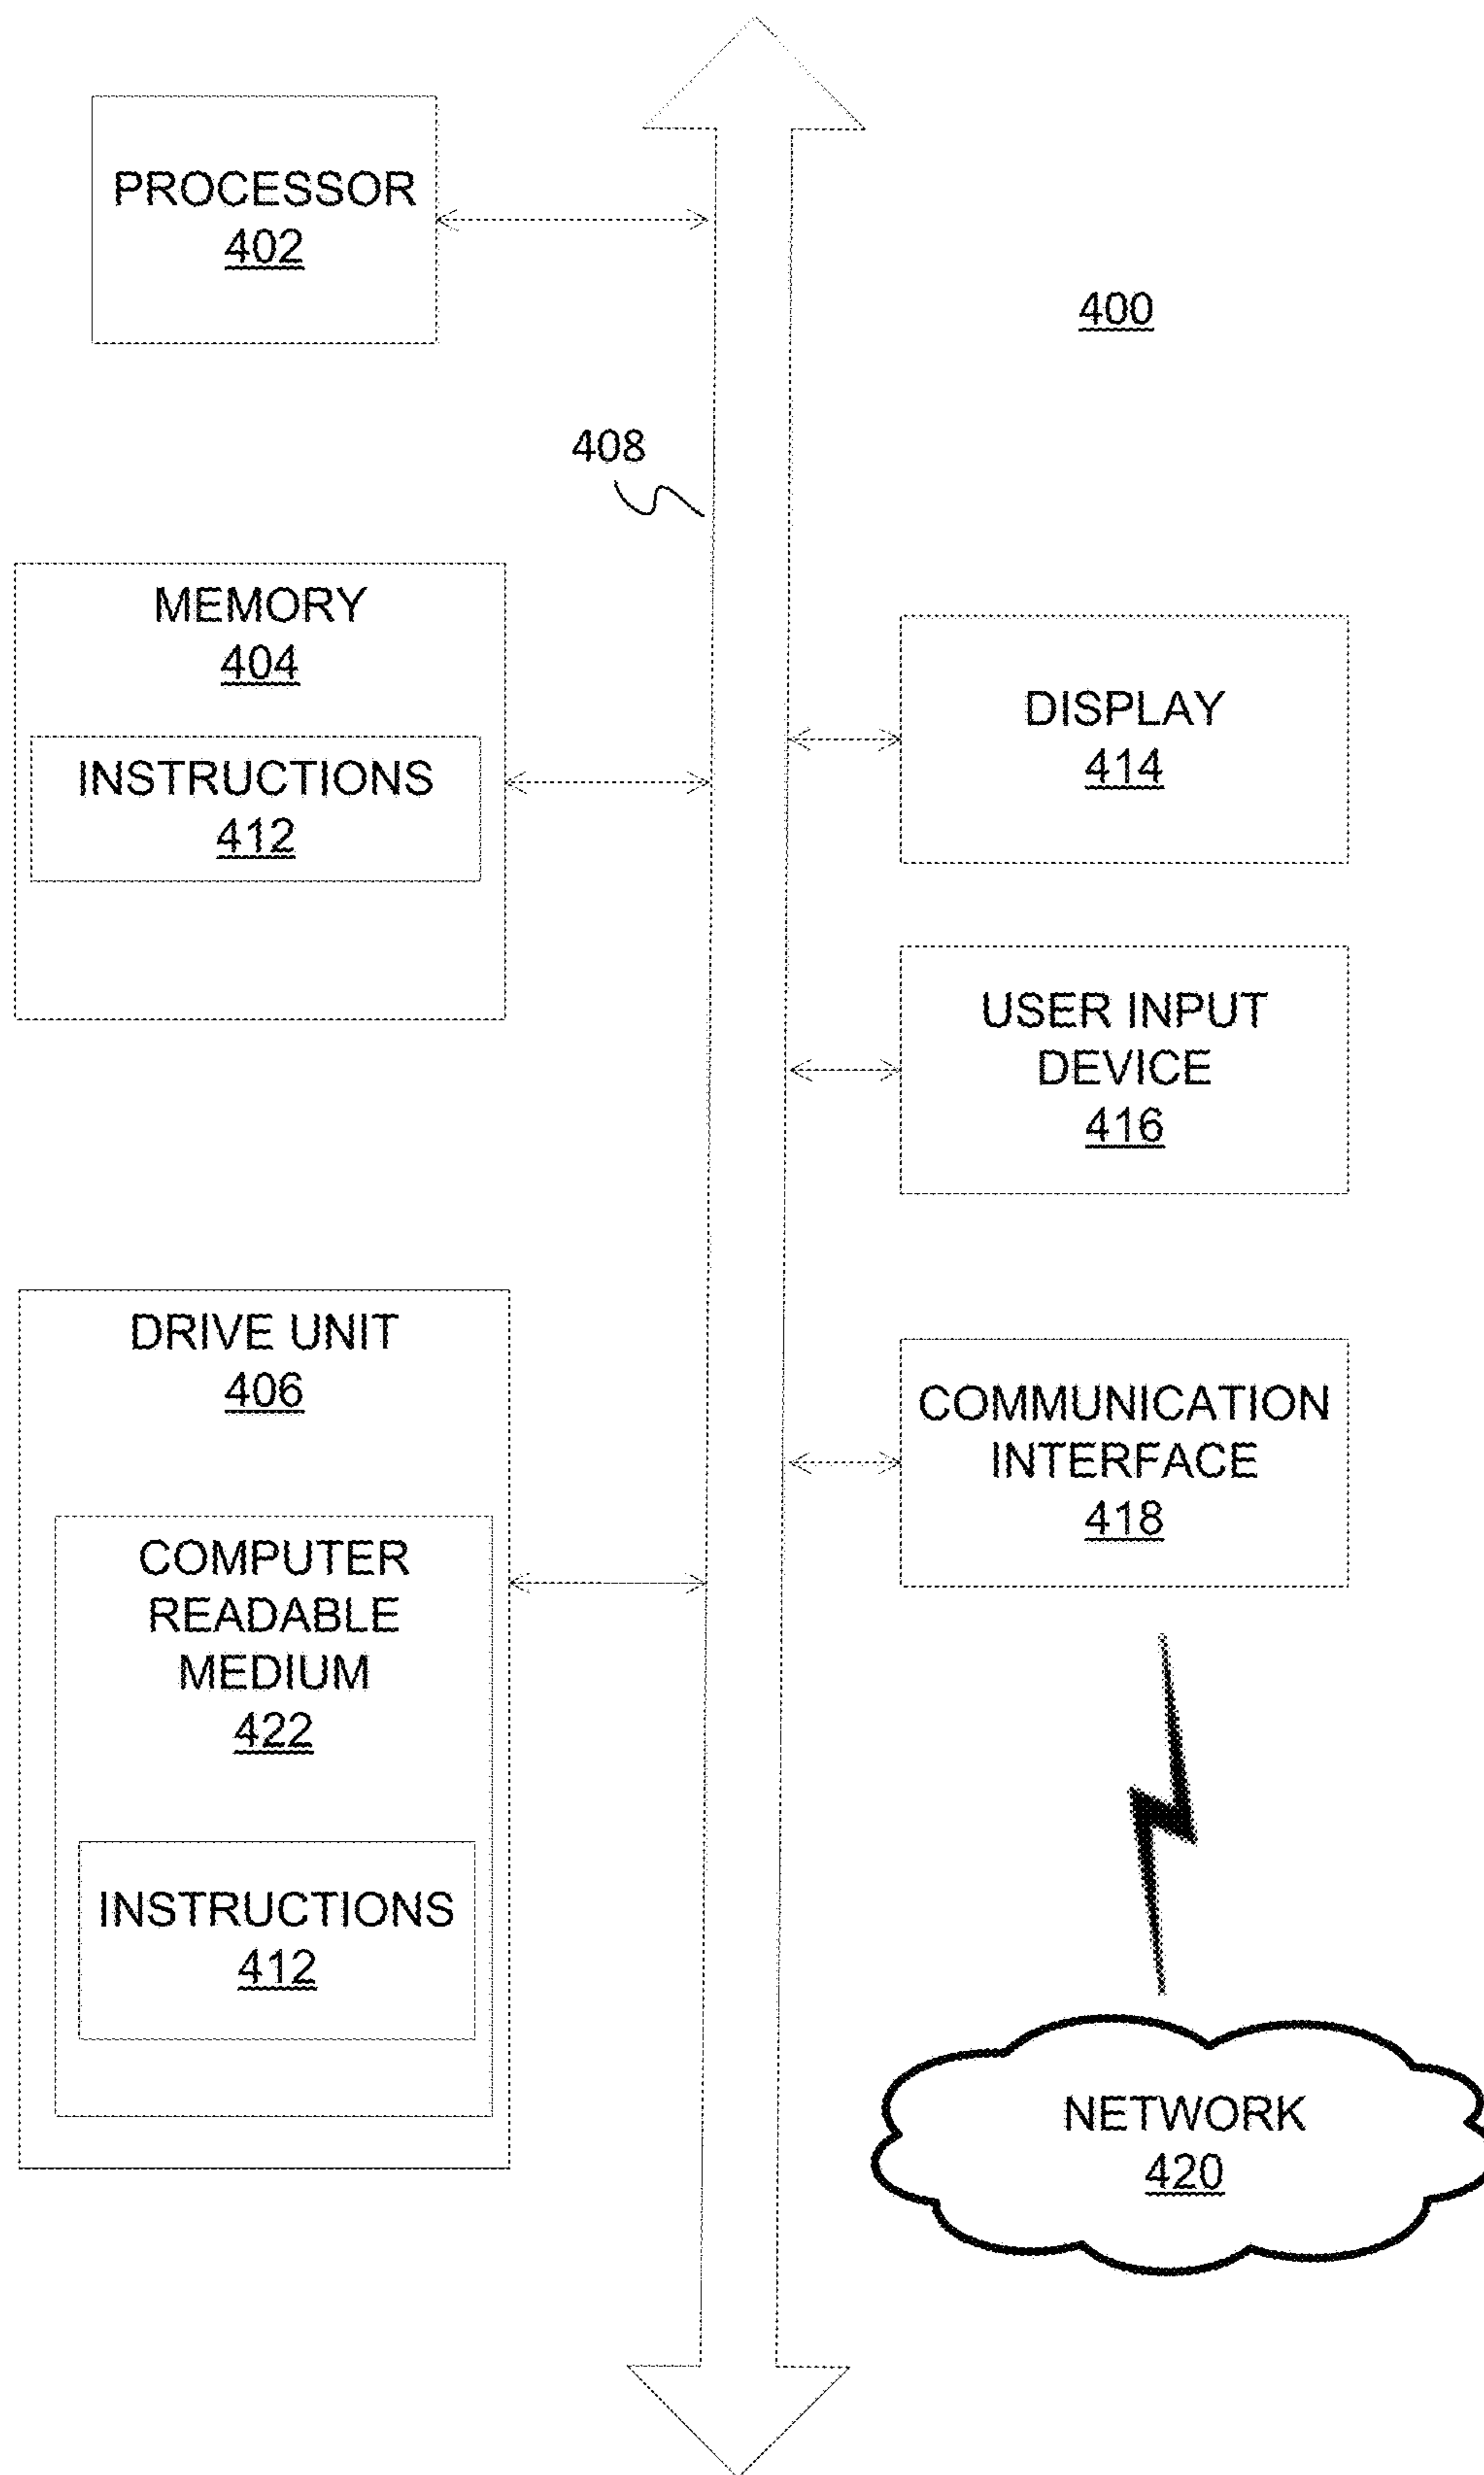 PROCESSOR
402
400
408
MEMORY
404
INSTRUCTIONS
412
DISPLAY
414
USER INPUT
DEVICE
416
DRIVE UNIT
406
COMPUTER
READABLE
MEDIUM
422
INSTRUCTIONS
412
COMMUNICATION
INTERFACE
418
NETWORK
420